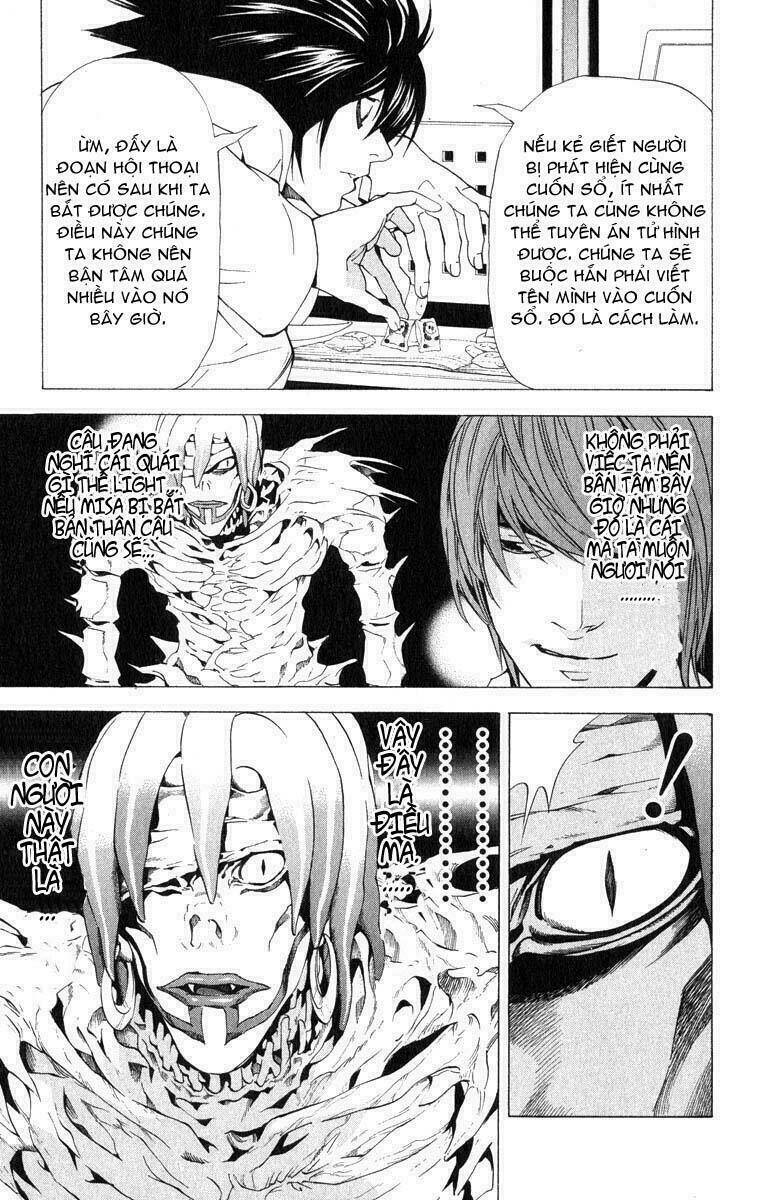 NẾU KẺ GIẾT NGƯỜI
BỊ PHÁT HIỆN CÙNG
CUỐN SỔ, ÍT NHẤT
CHÚNG TA CŨNG KHÔNG
THỂ TUYÊN ÁN TỬ HÌNH
ĐƯỢC. CHÚNG TA SẼ
BUỘC HẮN PHẢI VIẾT
TÊN MÌNH VÀO CUỐN
SỔ. ĐÓ LÀ CÁCH LÀM.
ỪM, ĐẤY LÀ
ĐOẠN HỘI THOẠI
NÊN CÓ SAU KHI TA
BẮT ĐƯỢC CHÚNG.
ĐIỀU NÀY CHÚNG
TA KHÔNG NÊN
BẬN TÂM QUÁ
NHIỀU VÀO NÓ
BÂY GIỜ.
KHÔNG PHẢI
VIỆC TA NÊN
BẬN TÂM BÂY
GIỜ NHƯNG
ĐÓ LÀ CÁI
MÀ TA MUỐN
NGƯƠI NÓI
.........
CẬU ĐANG
NGHĨ CÁI QUÁI
GÌ THẾ LIGHT...
NẾU MISA BỊ BẮT
BẢN THÂN CẬU
CŨNG SẼ...
!
VẬY
ĐÂY
LÀ
ĐIỀU
MÀ.
.....
CON
NGƯỜI
NÀY
THẬT
LÀ
....